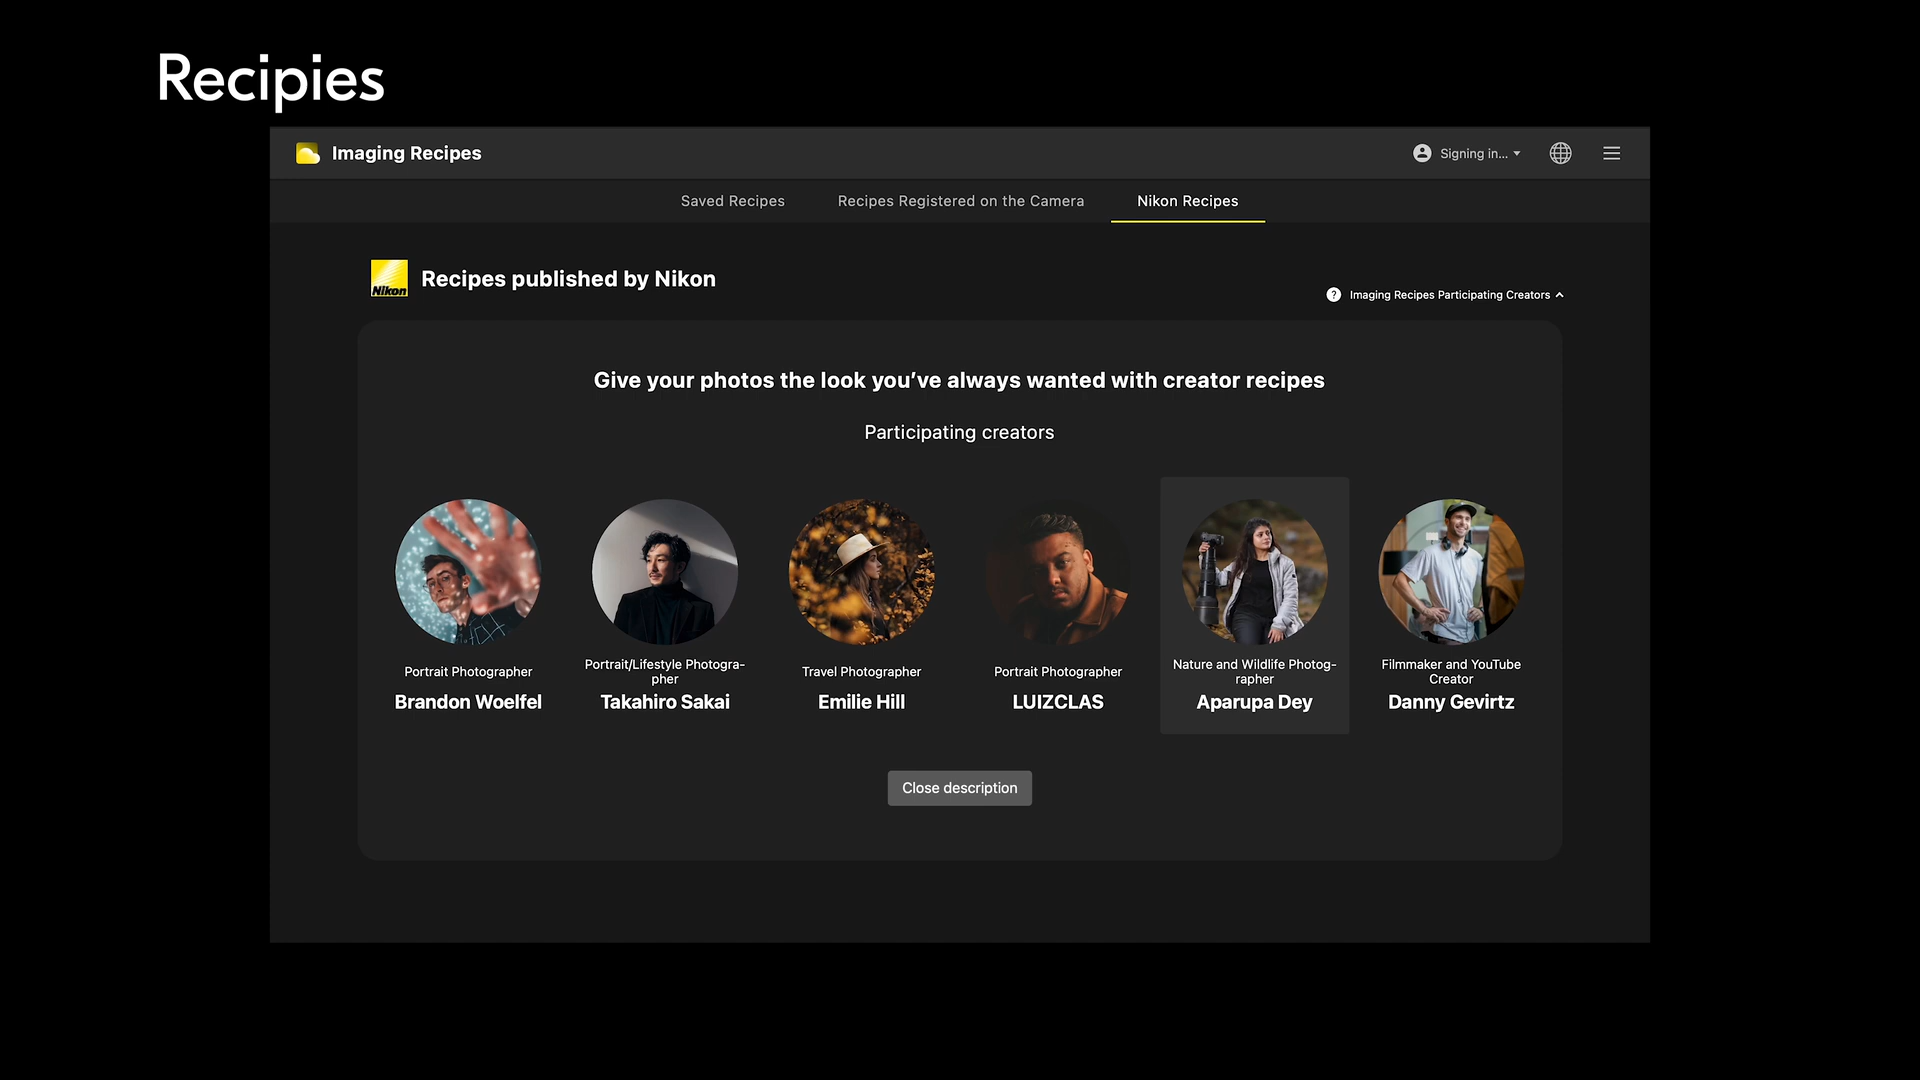 Recipies
Imaging Recipes
Signing in...
Saved Recipes
Recipes Registered on the Camera
Nikon Recipes
Nikon
Recipes published by Nikon
? Imaging Recipes Participating Creators
Give your photos the look you’ve always wanted with creator recipes
Participating creators
Portrait Photographer
Brandon Woelfel
Portrait/Lifestyle Photogra-
pher
Takahiro Sakai
Travel Photographer
Emilie Hill
Portrait Photographer
LUIZCLAS
Nature and Wildlife Photog-
rapher
Aparupa Dey
Filmmaker and YouTube
Creator
Danny Gevirtz
Close description